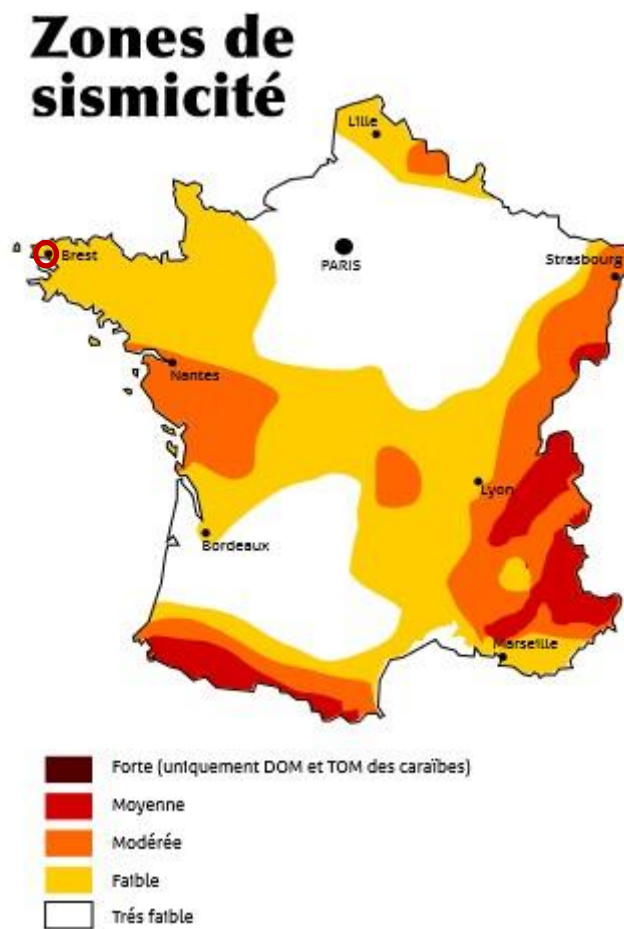 Zones de
sismicité
Lille
Brest
PARIS
Strasbourg
Nantes
Lyon
Bordeaux
Marseille
Forte (uniquement DOM et TOM des caraïbes)
Moyenne
Modérée
Faible
Trés faible